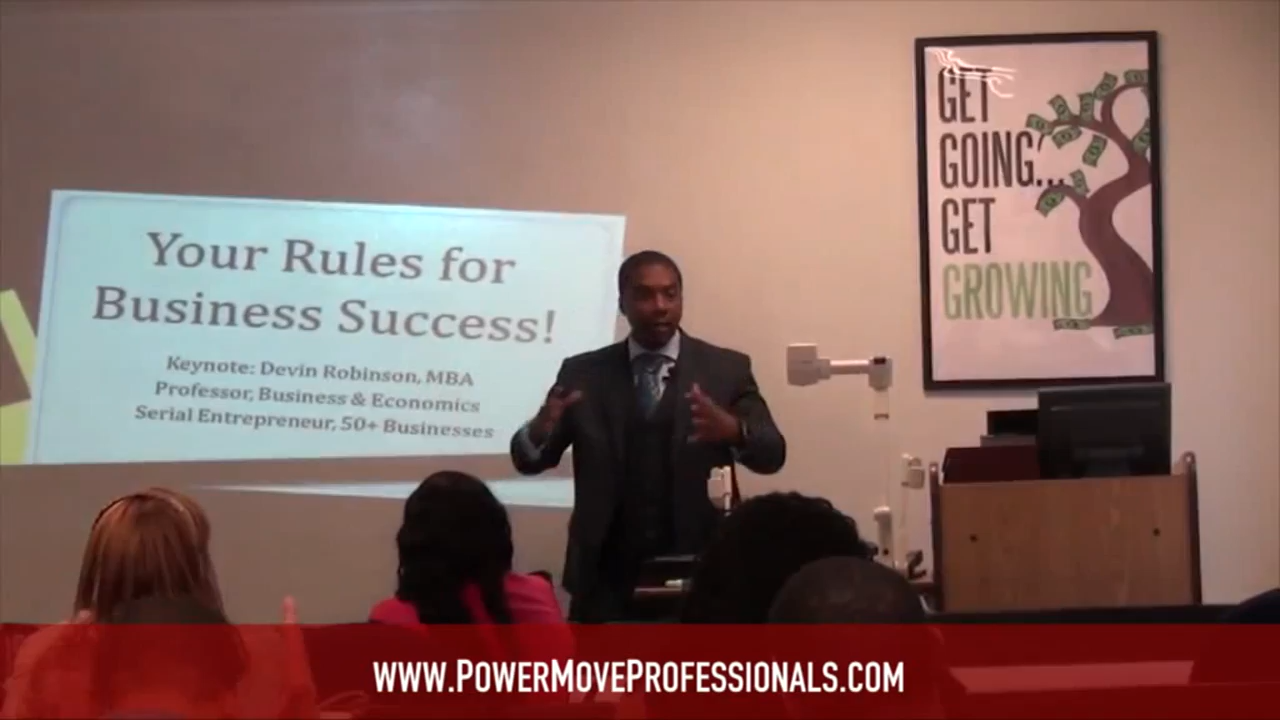 Your Rules for
Business Success!
Keynote: Devin Robinson, MBA
Professor, Business & Economics
Serial Entrepreneur, 50+ Businesses
GET
GOING...
GET
GROWING
WWW.POWERMOVEPROFESSIONALS.COM